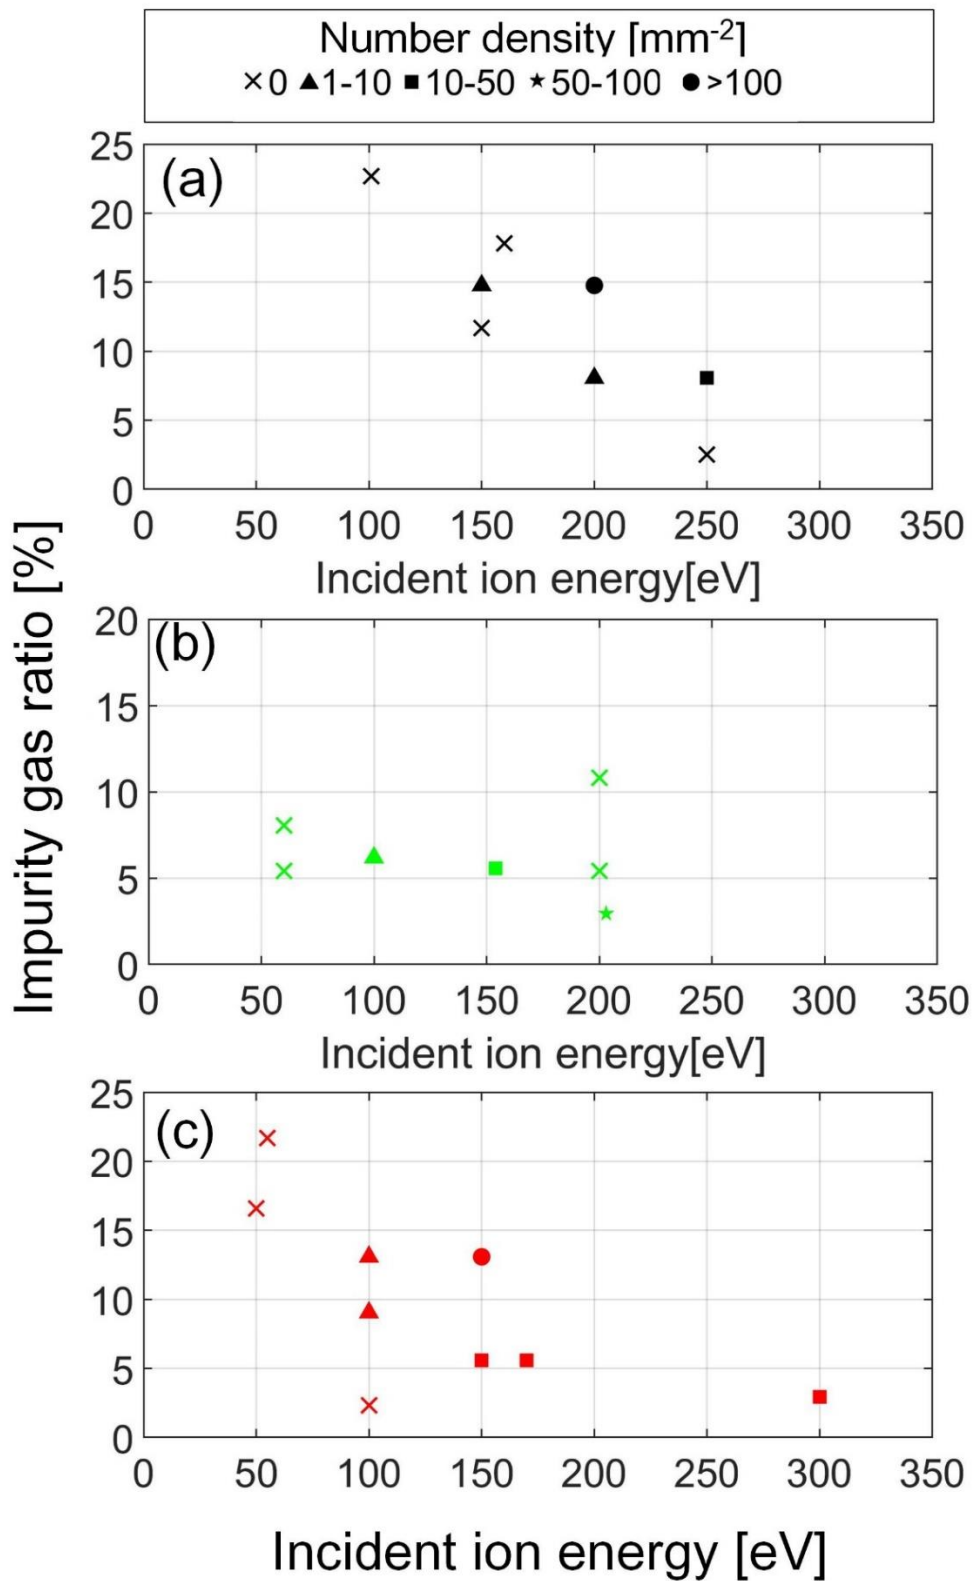 Number density [mm-2]
×0 ▲1-10 ■10-50 ★50-100 ●>100
(a)
25
20
15
10
5
0
0 50 100 150 200 250 300 350
Incident ion energy[eV]
Impurity gas ratio [%]
(b)
20
15
10
5
0
0 50 100 150 200 250 300 350
Incident ion energy[eV]
(c)
25
20
15
10
5
0
0 50 100 150 200 250 300 350
Incident ion energy [eV]